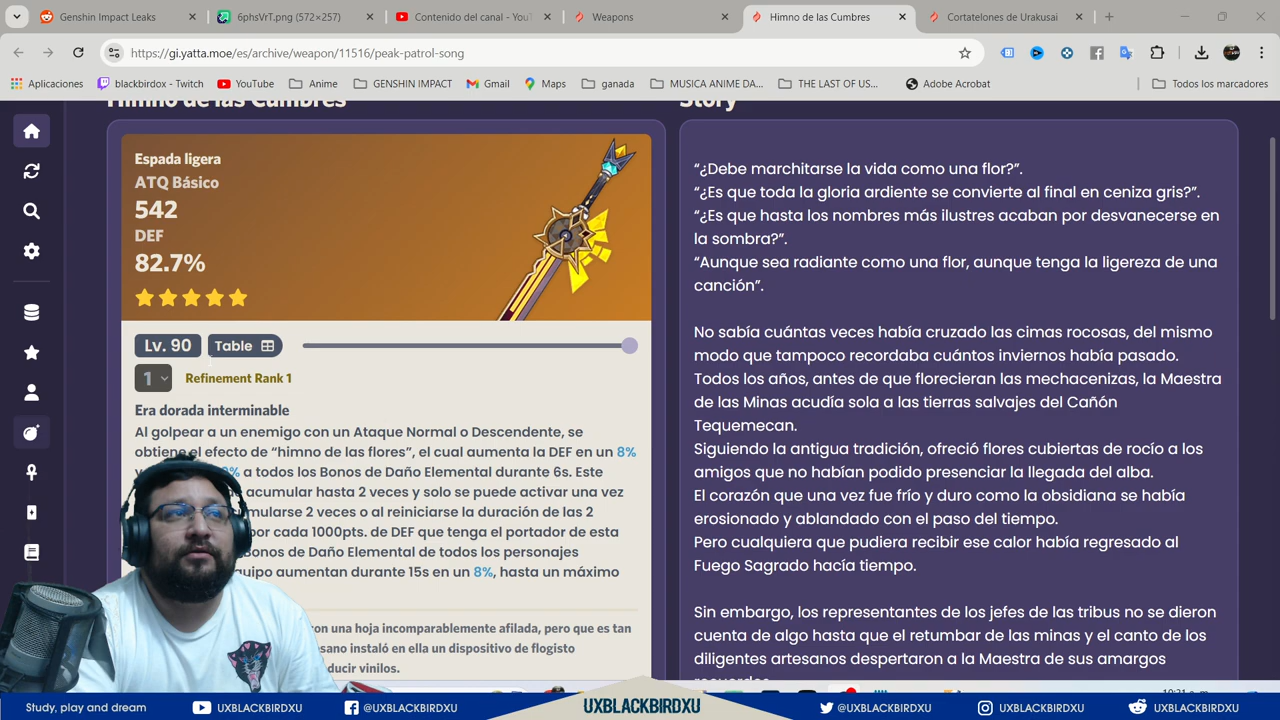 Genshin Impact Leaks
6phsVrT.png (572×257)
Contenido del canal - You
Weapons
Himno de las Cumbres
Cortatelones de Urakusai
https://gi.yatta.moe/es/archive/weapon/11516/peak-patrol-song
Aplicaciones
blackbirdox - Twitch
YouTube
Anime
GENSHIN IMPACT
Gmail
Maps
ganada
MUSICA ANIME DA...
THE LAST OF US...
Adobe Acrobat
Todos los marcadores
Himno de las Cumbres
Espada ligera
ATQ Básico
542
DEF
82.7%
Lv. 90
Table
1
Refinement Rank 1
Era dorada interminable
Al golpear a un enemigo con un Ataque Normal o Descendente, se
obtiene el efecto de “himno de las flores”, el cual aumenta la DEF en un 8%
a todos los Bonos de Daño Elemental durante 6s. Este
acumular hasta 2 veces y solo se puede activar una vez
2 veces o al reiniciarse la duración de las 2
por cada 1000pts. de DEF que tenga el portador de esta
Bonos de Daño Elemental de todos los personajes
aumentan durante 15s en un 8%, hasta un máximo
con una hoja incomparablemente afilada, pero que es tan
instaló en ella un dispositivo de flogisto
vinilos.
Story
“¿Debe marchitarse la vida como una flor?”.
“¿Es que toda la gloria ardiente se convierte al final en ceniza gris?”.
“¿Es que hasta los nombres más ilustres acaban por desvanecerse en
la sombra?”.
“Aunque sea radiante como una flor, aunque tenga la ligereza de una
canción”.
No sabía cuántas veces había cruzado las cimas rocosas, del mismo
modo que tampoco recordaba cuántos inviernos había pasado.
Todos los años, antes de que florecieran las mechacenizas, la Maestra
de las Minas acudía sola a las tierras salvajes del Cañón
Tequemecan.
Siguiendo la antigua tradición, ofreció flores cubiertas de rocío a los
amigos que no habían podido presenciar la llegada del alba.
El corazón que una vez fue frío y duro como la obsidiana se había
erosionado y ablandado con el paso del tiempo.
Pero cualquiera que pudiera recibir ese calor había regresado al
Fuego Sagrado hacía tiempo.
Sin embargo, los representantes de los jefes de las tribus no se dieron
cuenta de algo hasta que el retumbar de las minas y el canto de los
diligentes artesanos despertaron a la Maestra de sus amargos
Study, play and dream
UXBLACKBIRDXU
@UXBLACKBIRDXU
UXBLACKBIRDXU
@UXBLACKBIRDXU
UXBLACKBIRDXU
UXBLACKBIRDXU